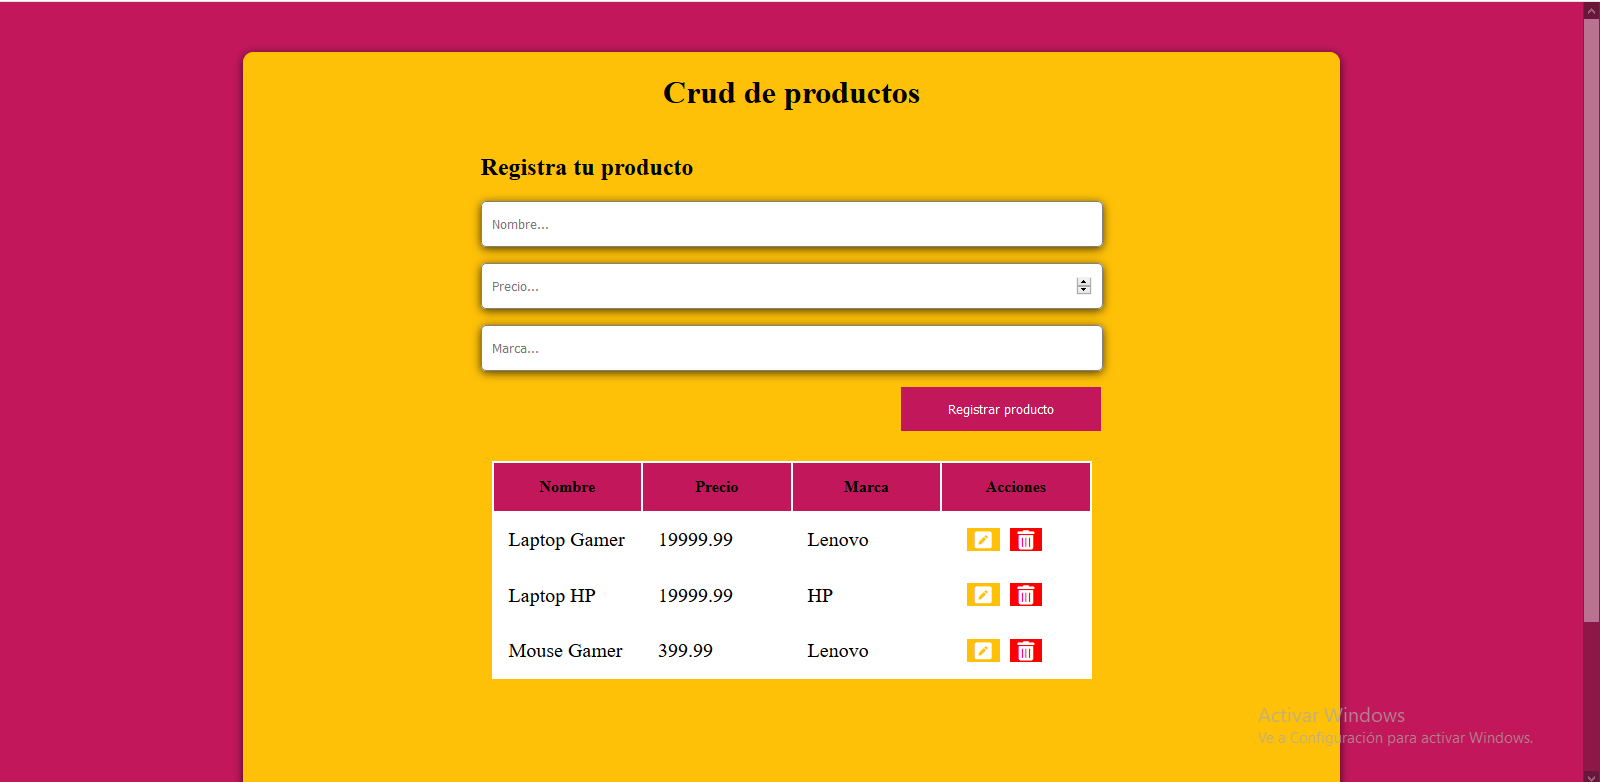 Crud de productos
Registra tu producto
Nombre...
Precio...
Marca...
Registrar producto
Nombre Precio Marca Acciones
Laptop Gamer 19999.99 Lenovo
Laptop HP 19999.99 HP
Mouse Gamer 399.99 Lenovo
Activar Windows
Ve a Configuración para activar Windows.